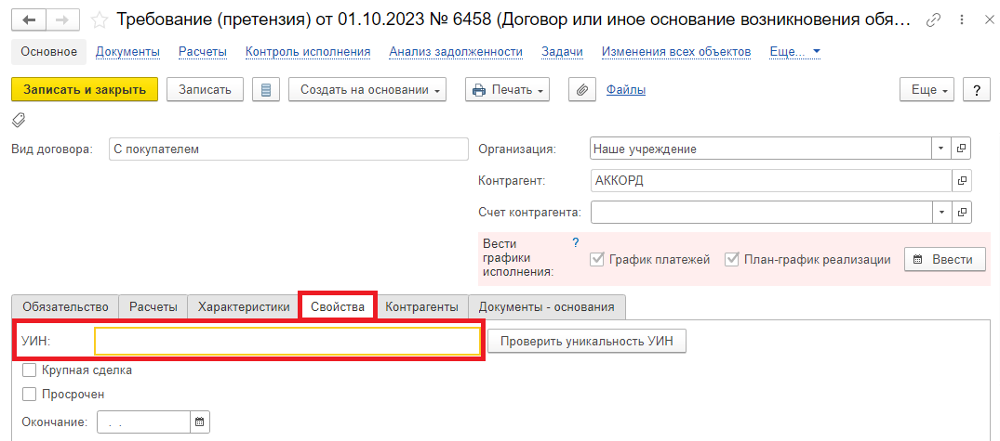 Требование (претензия) от 01.10.2023 № 6458 (Договор или иное основание возникновения обя...
Основное Документы Расчеты Контроль исполнения Анализ задолженности Задачи Изменения всех объектов Еще...
Записать и закрыть Записать Создать на основании Печать Файлы Еще ?
Вид договора: С покупателем Организация: Наше учреждение
Контрагент: АККОРД
Счет контрагента:
Вести графики исполнения: ? График платежей План-график реализации Ввести
Обязательство Расчеты Характеристики Свойства Контрагенты Документы - основания
УИН: Проверить уникальность УИН
Крупная сделка
Просрочен
Окончание: . .